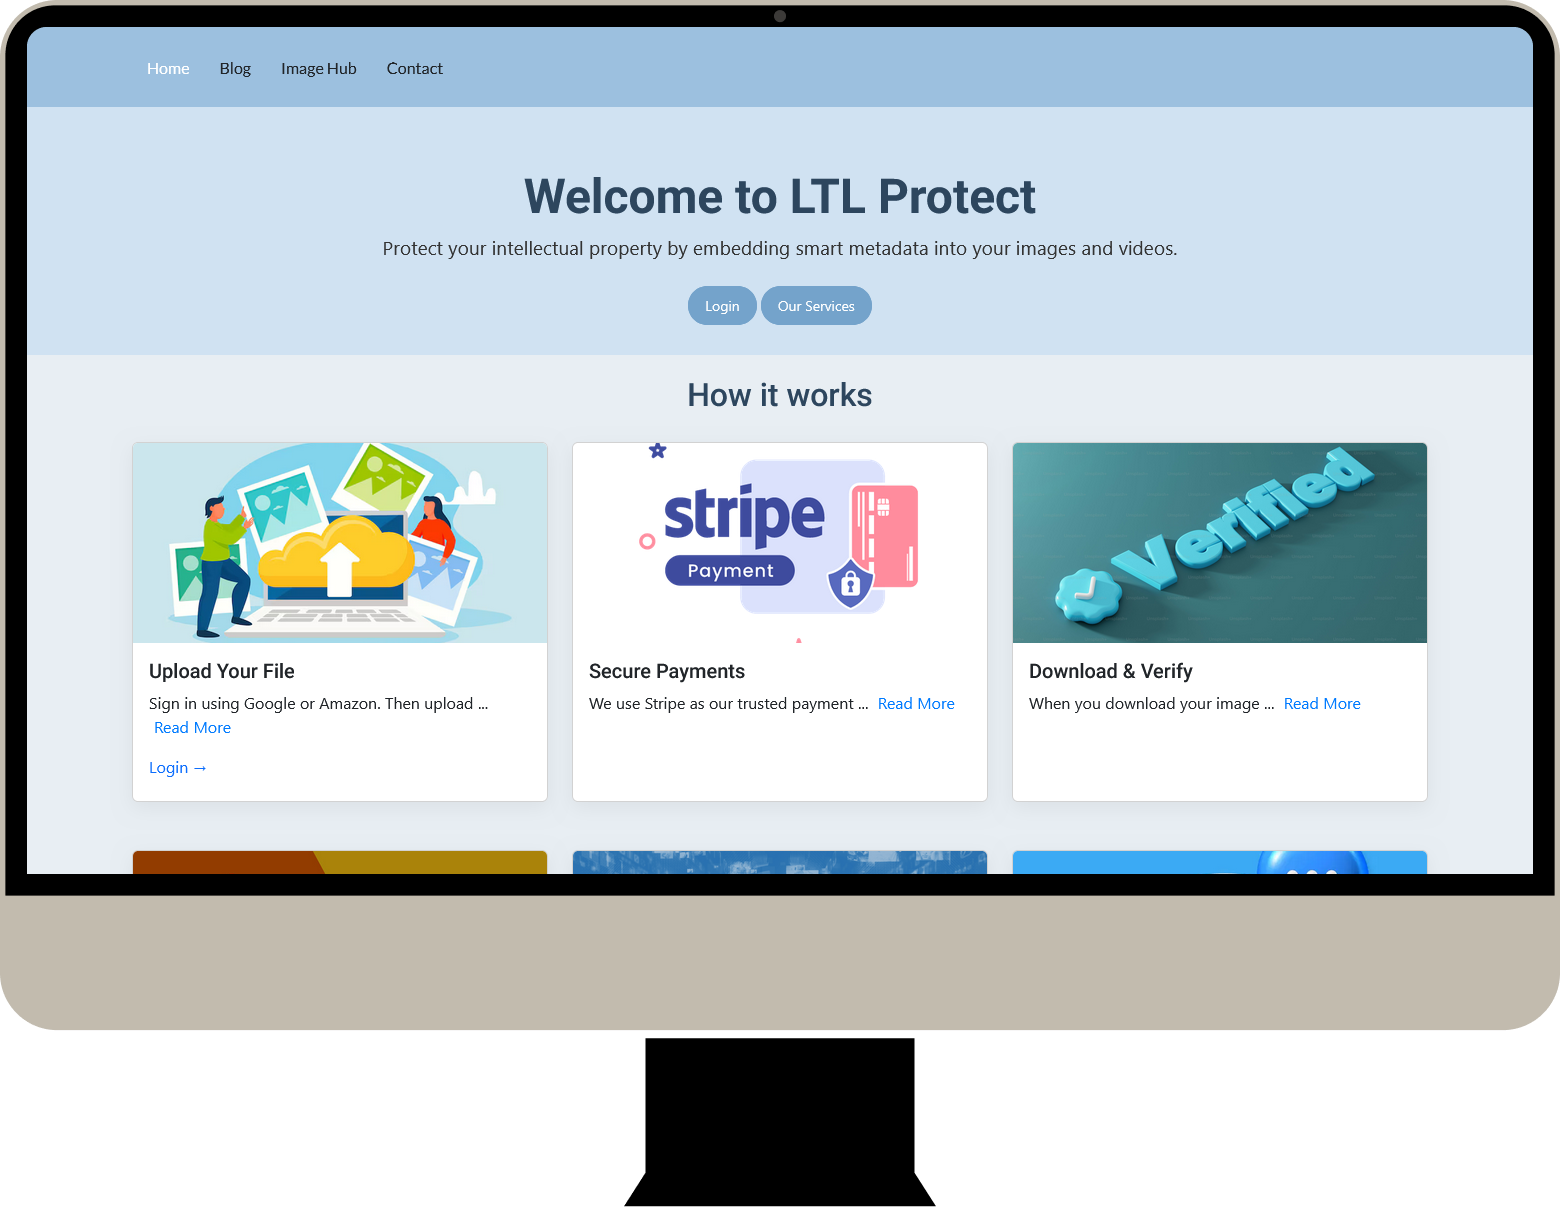 Home Blog Image Hub Contact
Welcome to LTL Protect
Protect your intellectual property by embedding smart metadata into your images and videos.
Login Our Services
How it works
stripe
Payment
Verified
Upload Your File
Sign in using Google or Amazon. Then upload ...
Read More
Login →
Secure Payments
We use Stripe as our trusted payment ... Read More
Download & Verify
When you download your image ... Read More